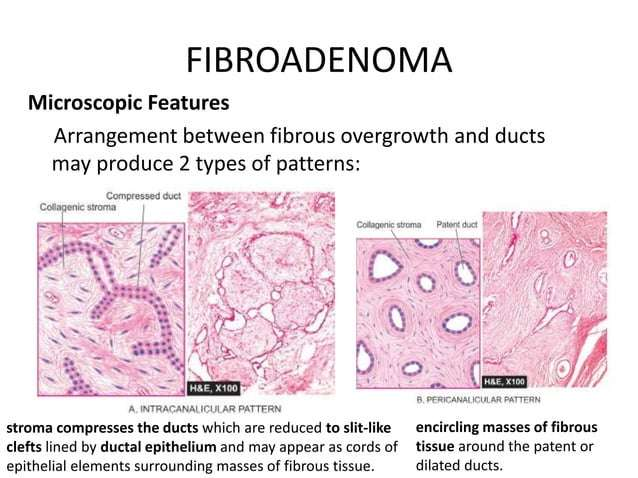 FIBROADENOMA
Microscopic Features
Arrangement between fibrous overgrowth and ducts
may produce 2 types of patterns:
Compressed duct
Collagenic stroma
H&E, X100
A. INTRACANALICULAR PATTERN
Collagenic stroma
Patent duct
H&E, X100
B. PERICANALICULAR PATTERN
stroma compresses the ducts which are reduced to slit-like
clefts lined by ductal epithelium and may appear as cords of
epithelial elements surrounding masses of fibrous tissue.
encircling masses of fibrous
tissue around the patent or
dilated ducts.